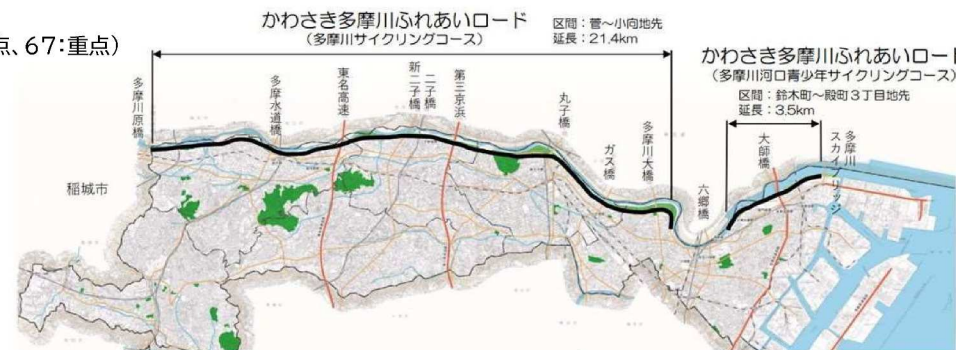 点、67:重点)
かわさき多摩川ふれあいロード
(多摩川サイクリングコース)
区間:菅～小向地先
延長:21.4km
かわさき多摩川ふれあいロード
(多摩川河口青少年サイクリングコース)
区間:鈴木町～殿町3丁目地先
延長:3.5km
多摩川原橋
多摩水道橋
東名高速
新二子橋
二子橋
第三京浜
丸子橋
ガス橋
多摩川大橋
六郷橋
大師橋
多摩川
スカイブリッジ
稲城市